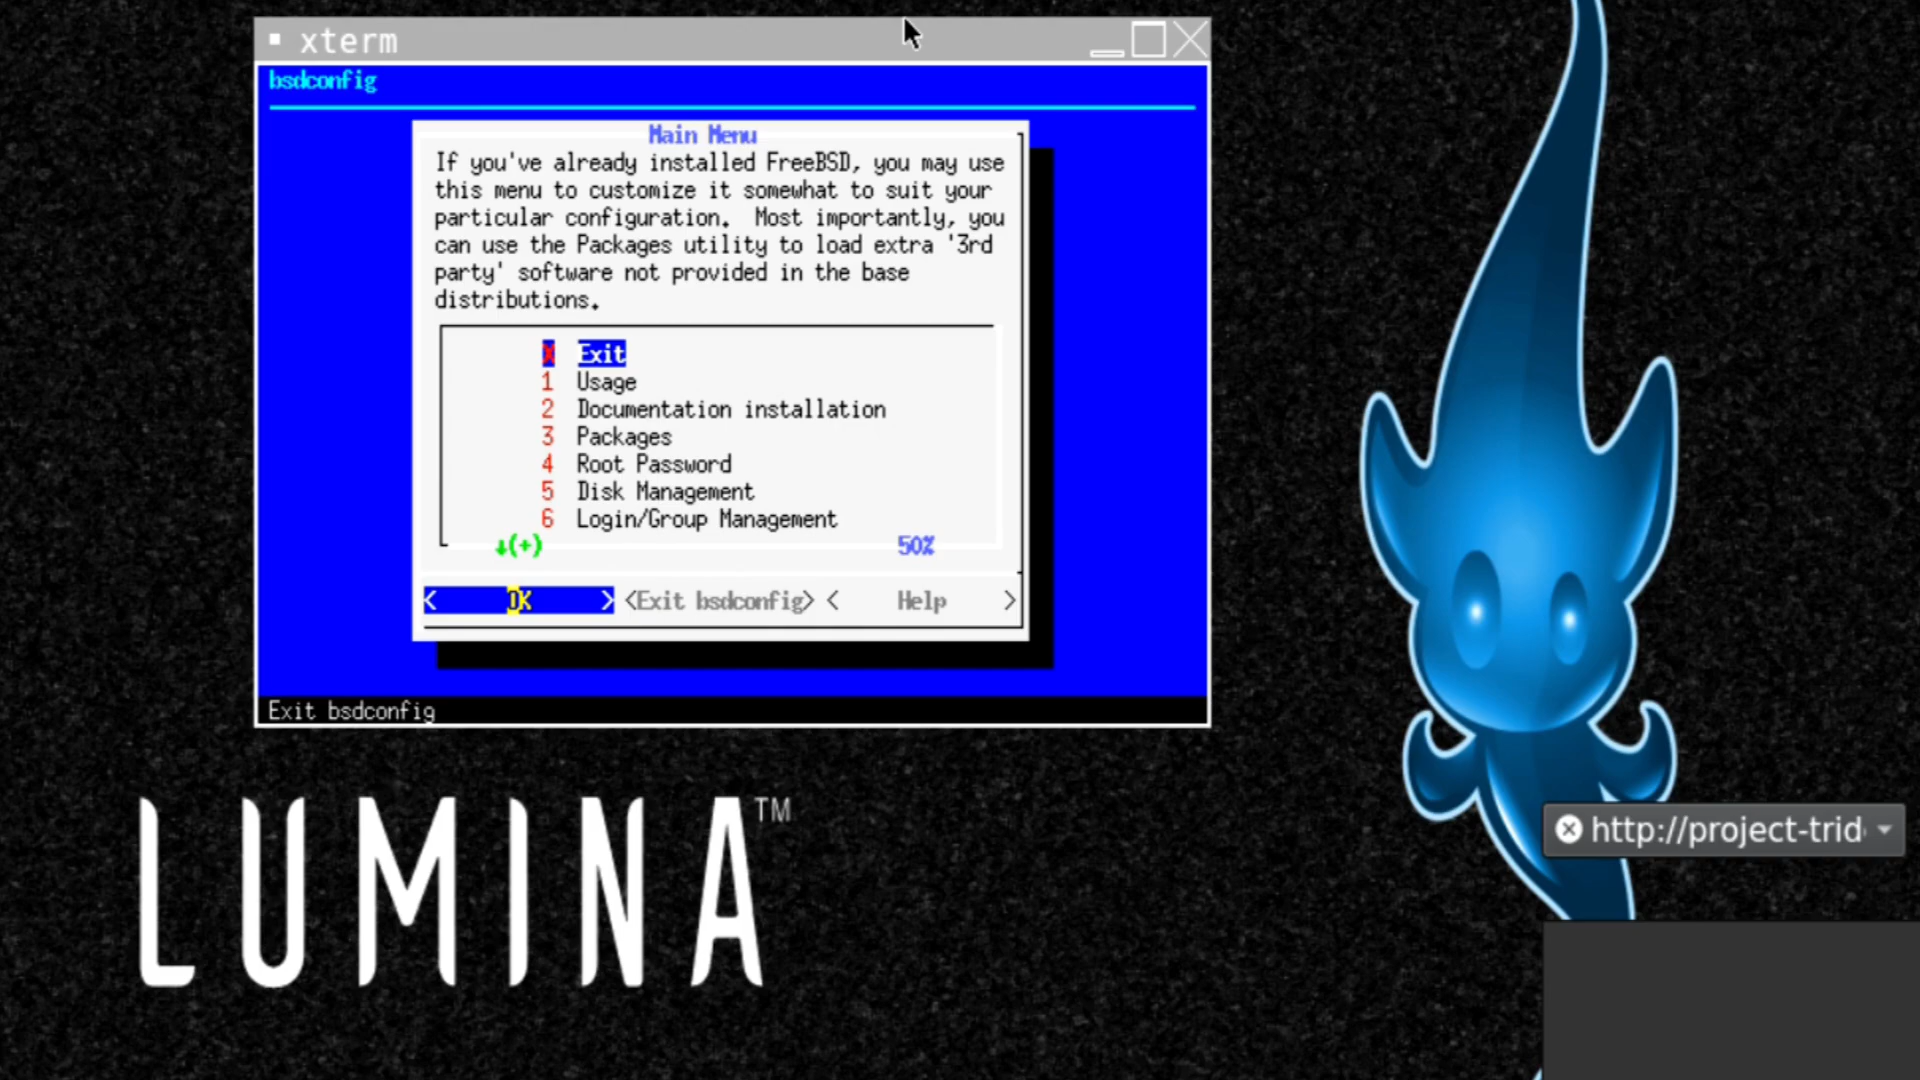 xterm
bsdconfig
Main Menu
If you've already installed FreeBSD, you may use
this menu to customize it somewhat to suit your
particular configuration.  Most importantly, you
can use the Packages utility to load extra '3rd
party' software not provided in the base
distributions.
X Exit
1 Usage
2 Documentation installation
3 Packages
4 Root Password
5 Disk Management
6 Login/Group Management
↓(+) 50%
< OK > <Exit bsdconfig> < Help >
Exit bsdconfig
LUMINA™
http://project-trid